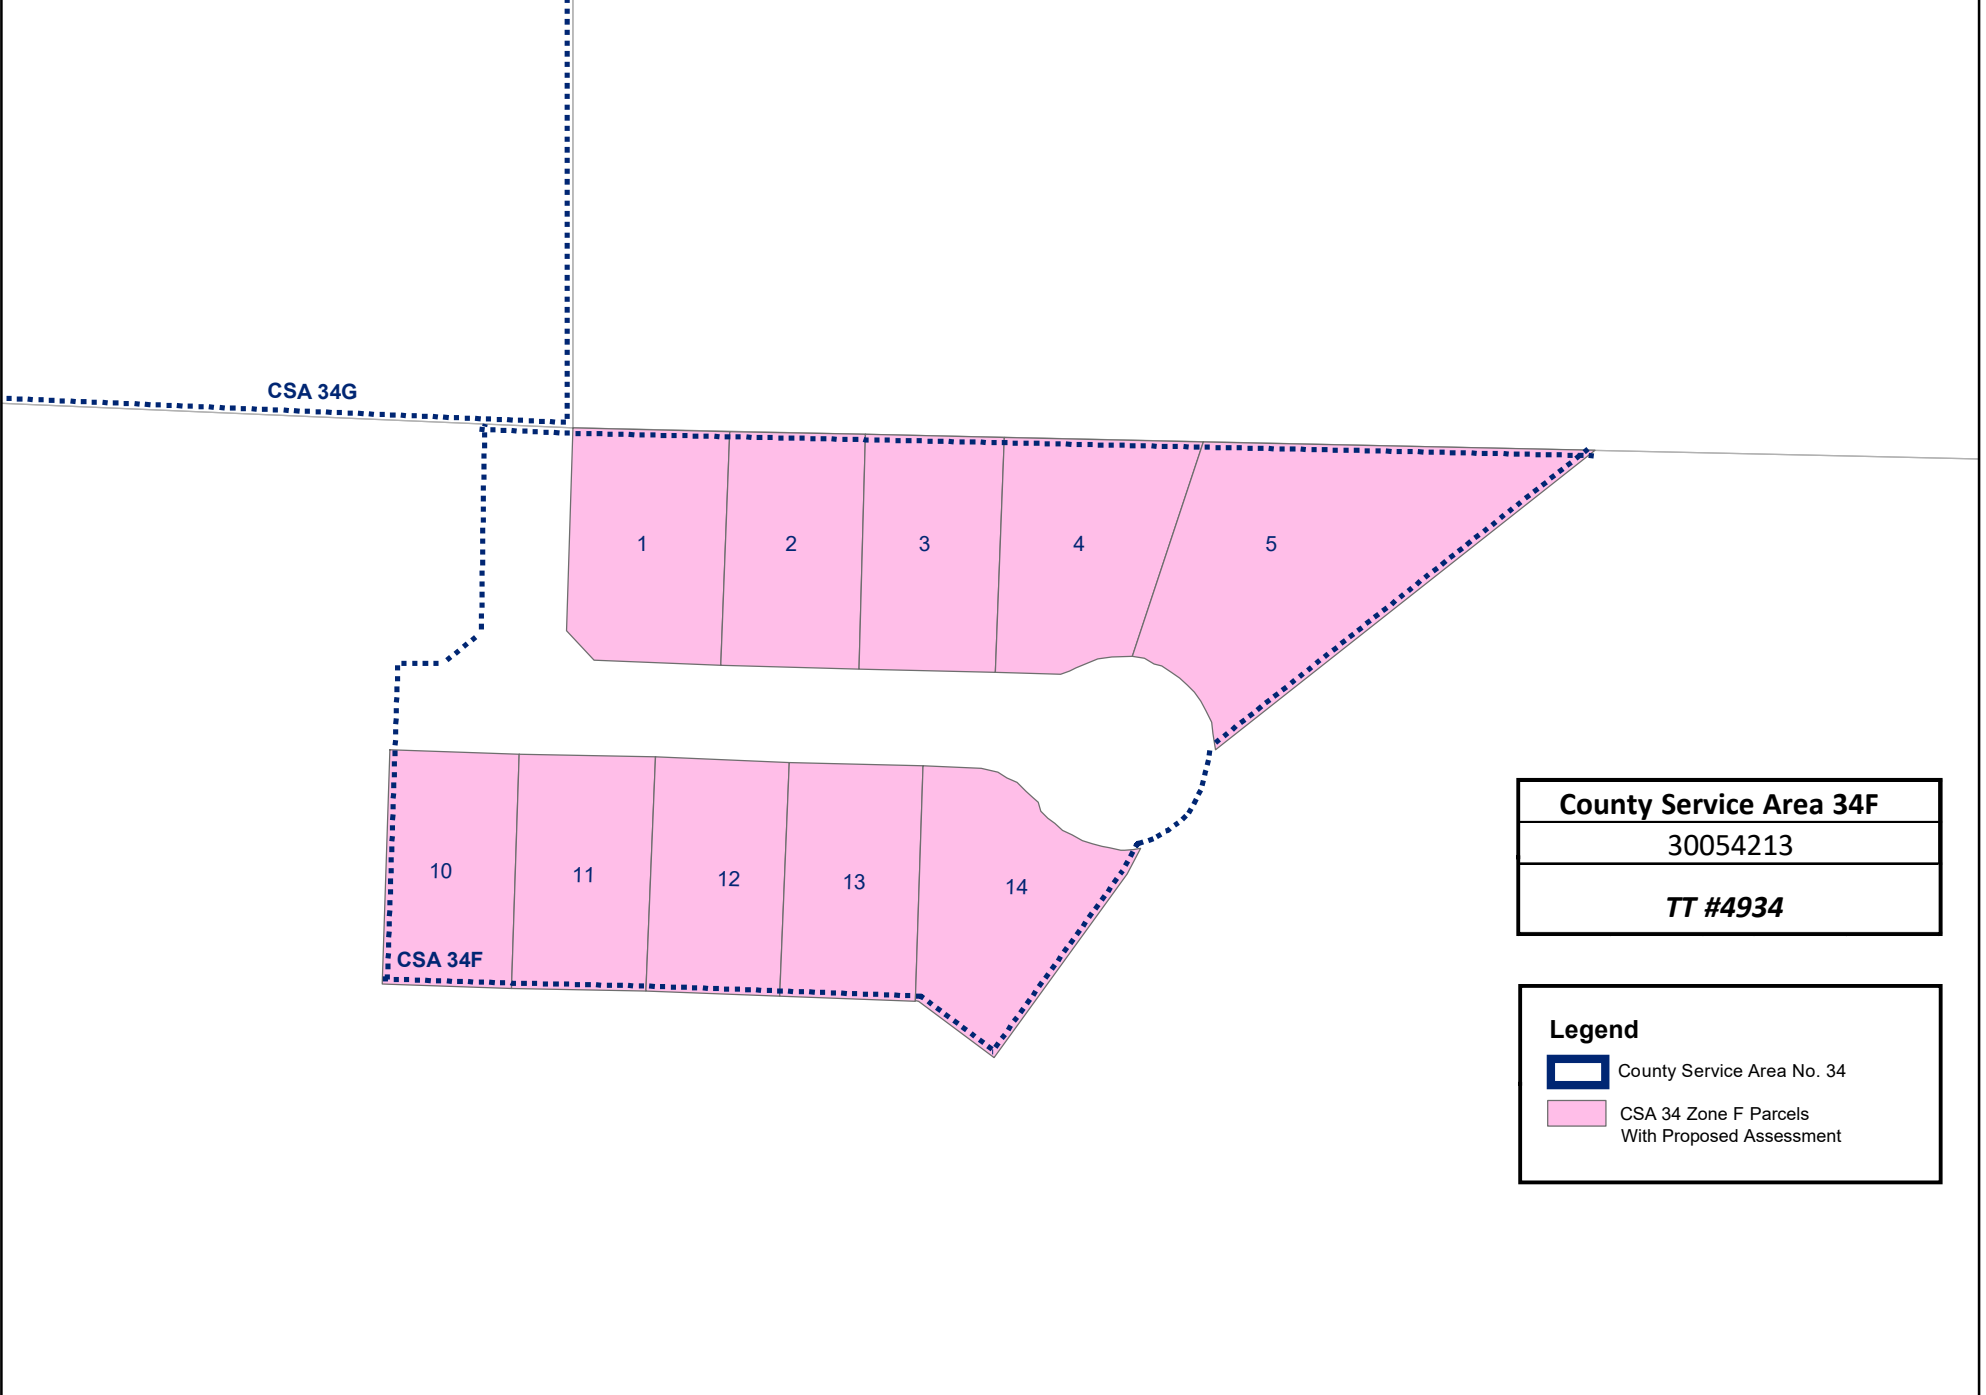 CSA 34G
1
2
3
4
5
10
11
12
13
14
CSA 34F
County Service Area 34F
30054213
TT #4934
Legend
County Service Area No. 34
CSA 34 Zone F Parcels
With Proposed Assessment